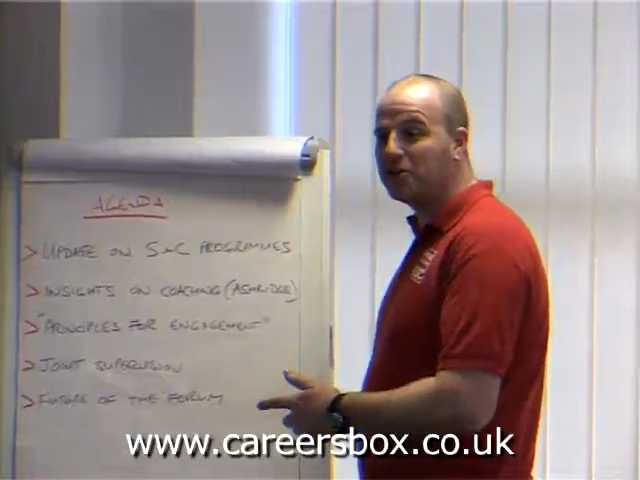 AGENDA
> UPDATE ON S+C PROGRAMMES
> INSIGHTS ON COACHING (ASHRIDGE)
> "PRINCIPLES FOR ENGAGEMENT"
> JOINT SUPERVISION
> FUTURE OF THE FORUM
www.careersbox.co.uk